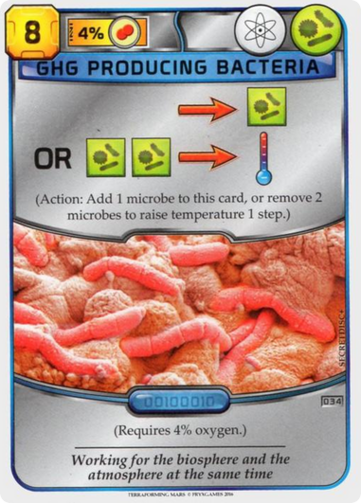 8
4%
GHG PRODUCING BACTERIA
OR
(Action: Add 1 microbe to this card, or remove 2
microbes to raise temperature 1 step.)
00100010
034
(Requires 4% oxygen.)
Working for the biosphere and the
atmosphere at the same time
TERRAFORMING MARS © FRYXGAMES 2016